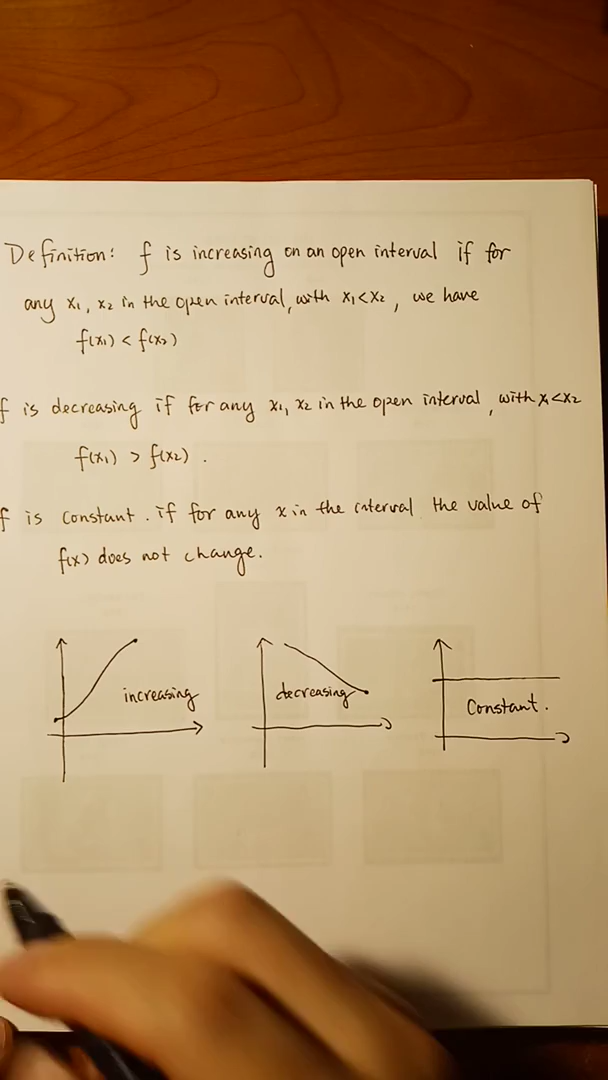 Definition: f is increasing on an open interval if for
any x₁, x₂ in the open interval, with x₁<x₂, we have
f(x₁) < f(x₂)
f is decreasing if for any x₁, x₂ in the open interval, with x₁<x₂
f(x₁) > f(x₂).
f is constant. if for any x in the interval the value of
f(x) does not change.
increasing
decreasing
Constant.